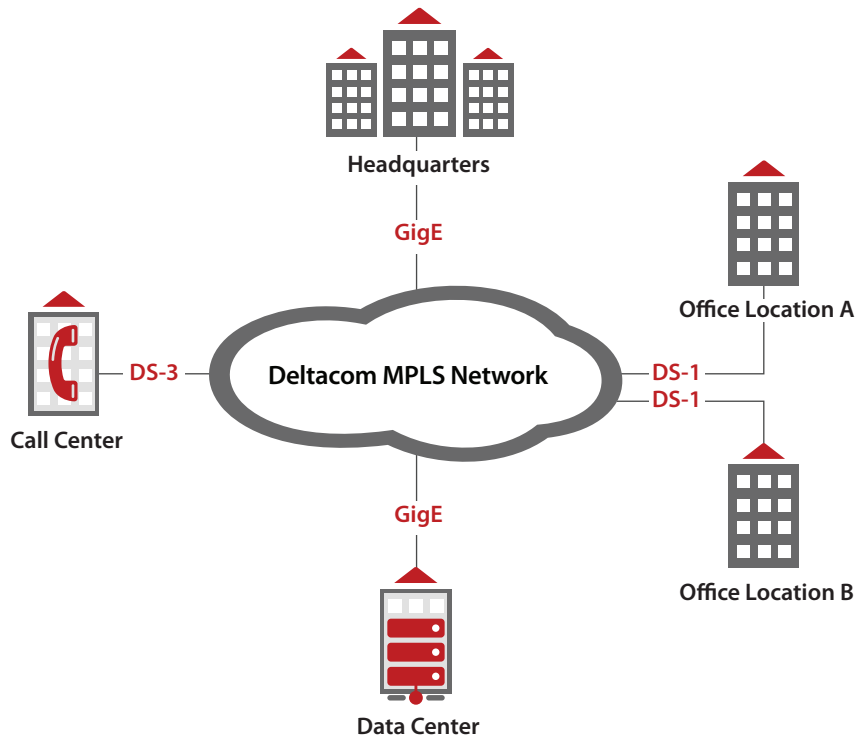 Headquarters
GigE
Office Location A
DS-3
Deltacom MPLS Network
DS-1
DS-1
Call Center
GigE
Office Location B
Data Center